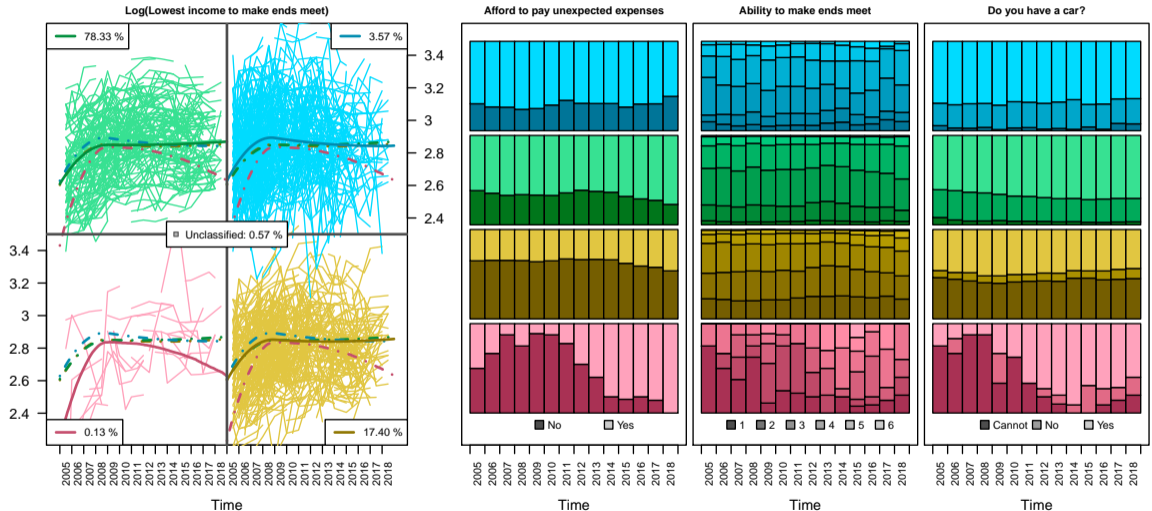 Log(Lowest income to make ends meet)
Afford to pay unexpected expenses
Ability to make ends meet
Do you have a car?
78.33 %
3.57 %
3.4
3.2
3
2.8
2.6
2.4
Unclassified: 0.57 %
3.4
3.2
3
2.8
2.6
2.4
0.13 %
17.40 %
No Yes
1 2 3 4 5 6
Cannot No Yes
2005 2006 2007 2008 2009 2010 2011 2012 2013 2014 2015 2016 2017 2018 2005 2006 2007 2008 2009 2010 2011 2012 2013 2014 2015 2016 2017 2018
2005 2006 2007 2008 2009 2010 2011 2012 2013 2014 2015 2016 2017 2018
2005 2006 2007 2008 2009 2010 2011 2012 2013 2014 2015 2016 2017 2018
2005 2006 2007 2008 2009 2010 2011 2012 2013 2014 2015 2016 2017 2018
Time
Time
Time
Time